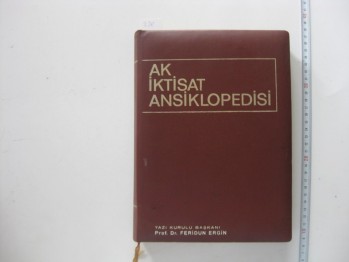 AK
İKTİSAT
ANSİKLOPEDİSİ
YAZI KURULU BAŞKANI
Prof. Dr. FERİDUN ERGİN